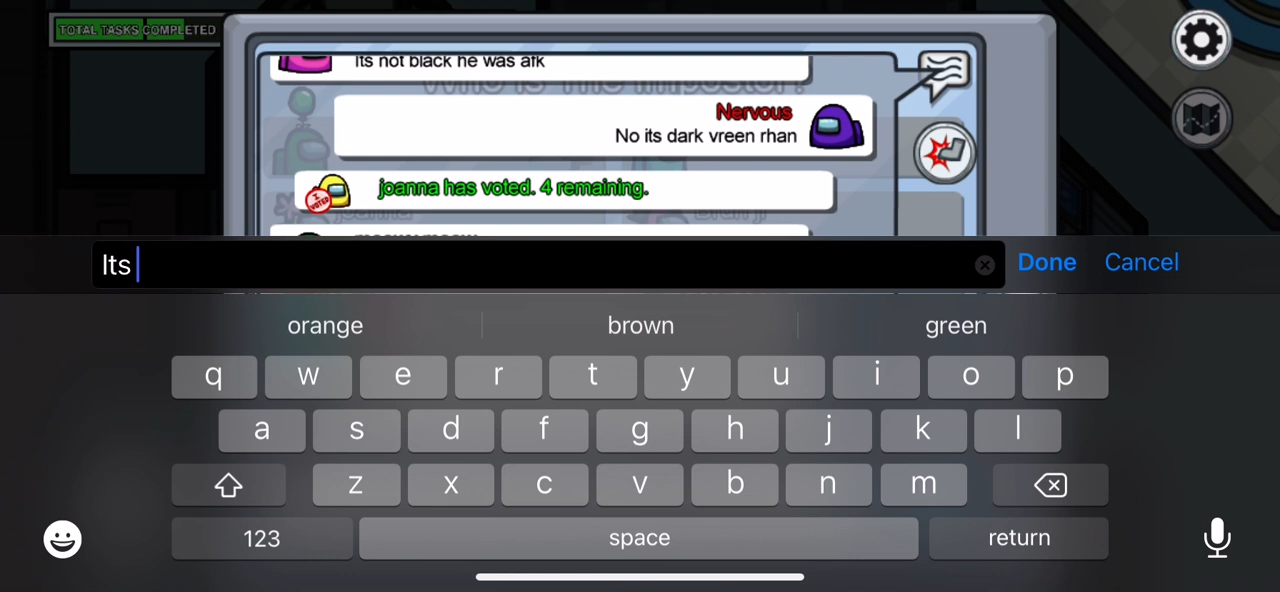 TOTAL TASKS COMPLETED
Its not black he was afk
Who Is The Impostor?
Nervous
No its dark vreen rhan
joanna has voted. 4 remaining.
I VOTED
joanna
Its
Done
Cancel
orange
brown
green
q w e r t y u i o p
a s d f g h j k l
z x c v b n m
123
space
return